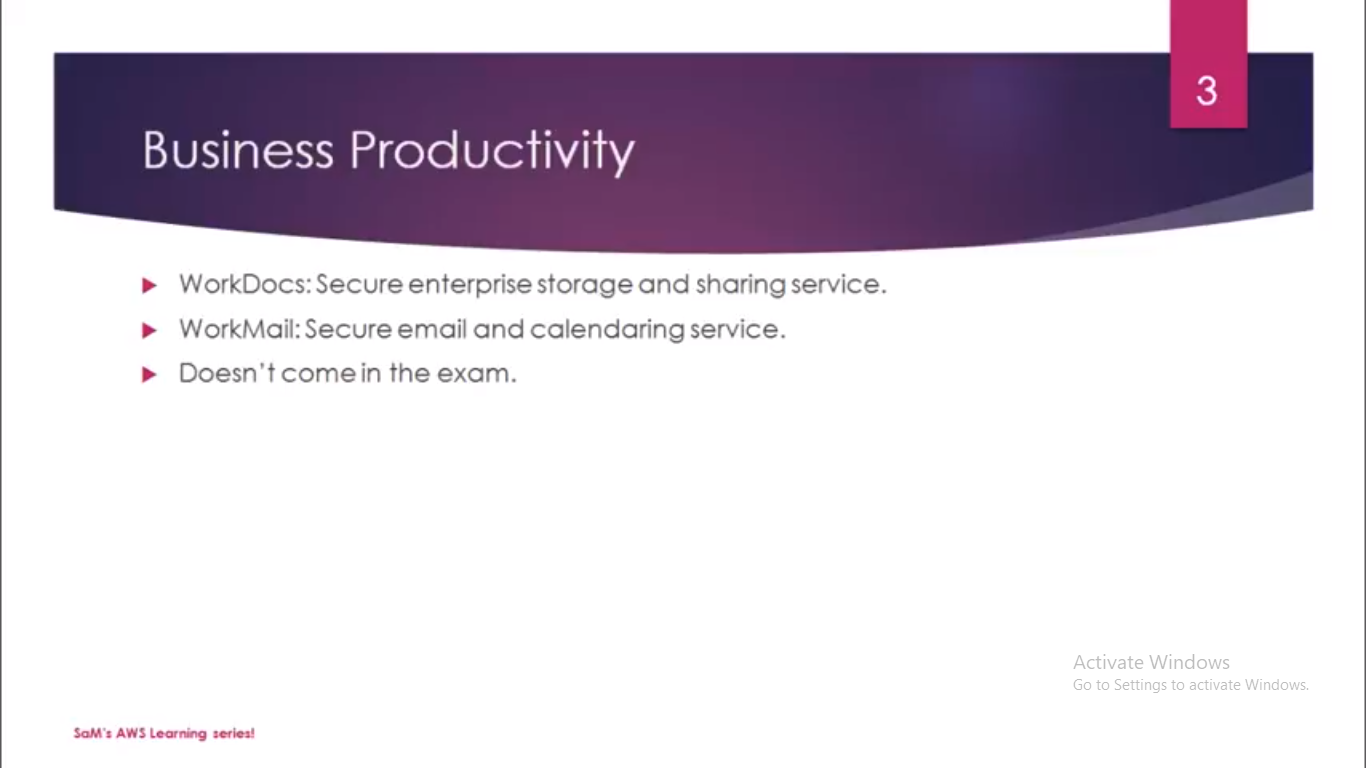 3
Business Productivity
WorkDocs: Secure enterprise storage and sharing service.
WorkMail: Secure email and calendaring service.
Doesn't come in the exam.
Activate Windows
Go to Settings to activate Windows.
SaM's AWS Learning series!